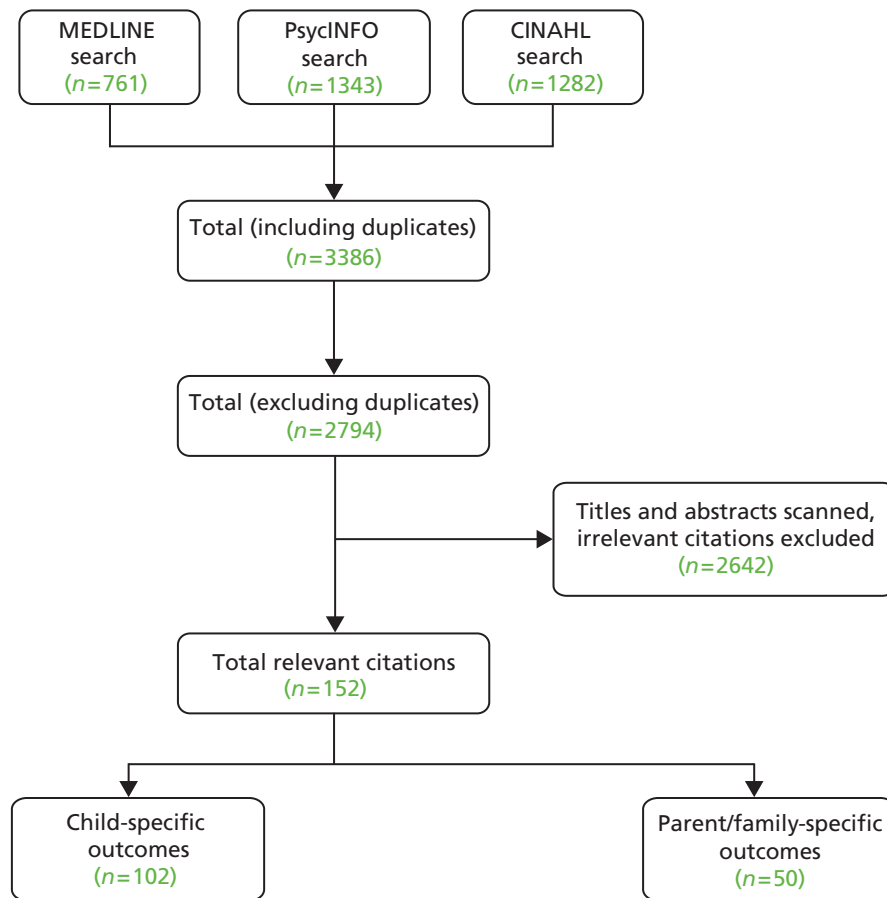 MEDLINE
search
(n=761)
PsycINFO
search
(n=1343)
CINAHL
search
(n=1282)
Total (including duplicates)
(n=3386)
Total (excluding duplicates)
(n=2794)
Titles and abstracts scanned,
irrelevant citations excluded
(n=2642)
Total relevant citations
(n=152)
Child-specific
outcomes
(n=102)
Parent/family-specific
outcomes
(n=50)